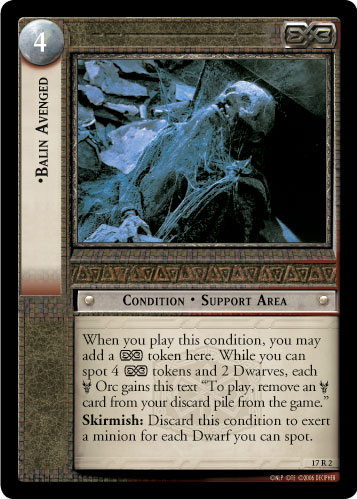 4
•Balin Avenged
Condition • Support Area
When you play this condition, you may
add a token here. While you can
spot 4 tokens and 2 Dwarves, each
Orc gains this text “To play, remove an
card from your discard pile from the game.”
Skirmish: Discard this condition to exert
a minion for each Dwarf you can spot.
17 R 2
©NLP
©2006 DECIPHER